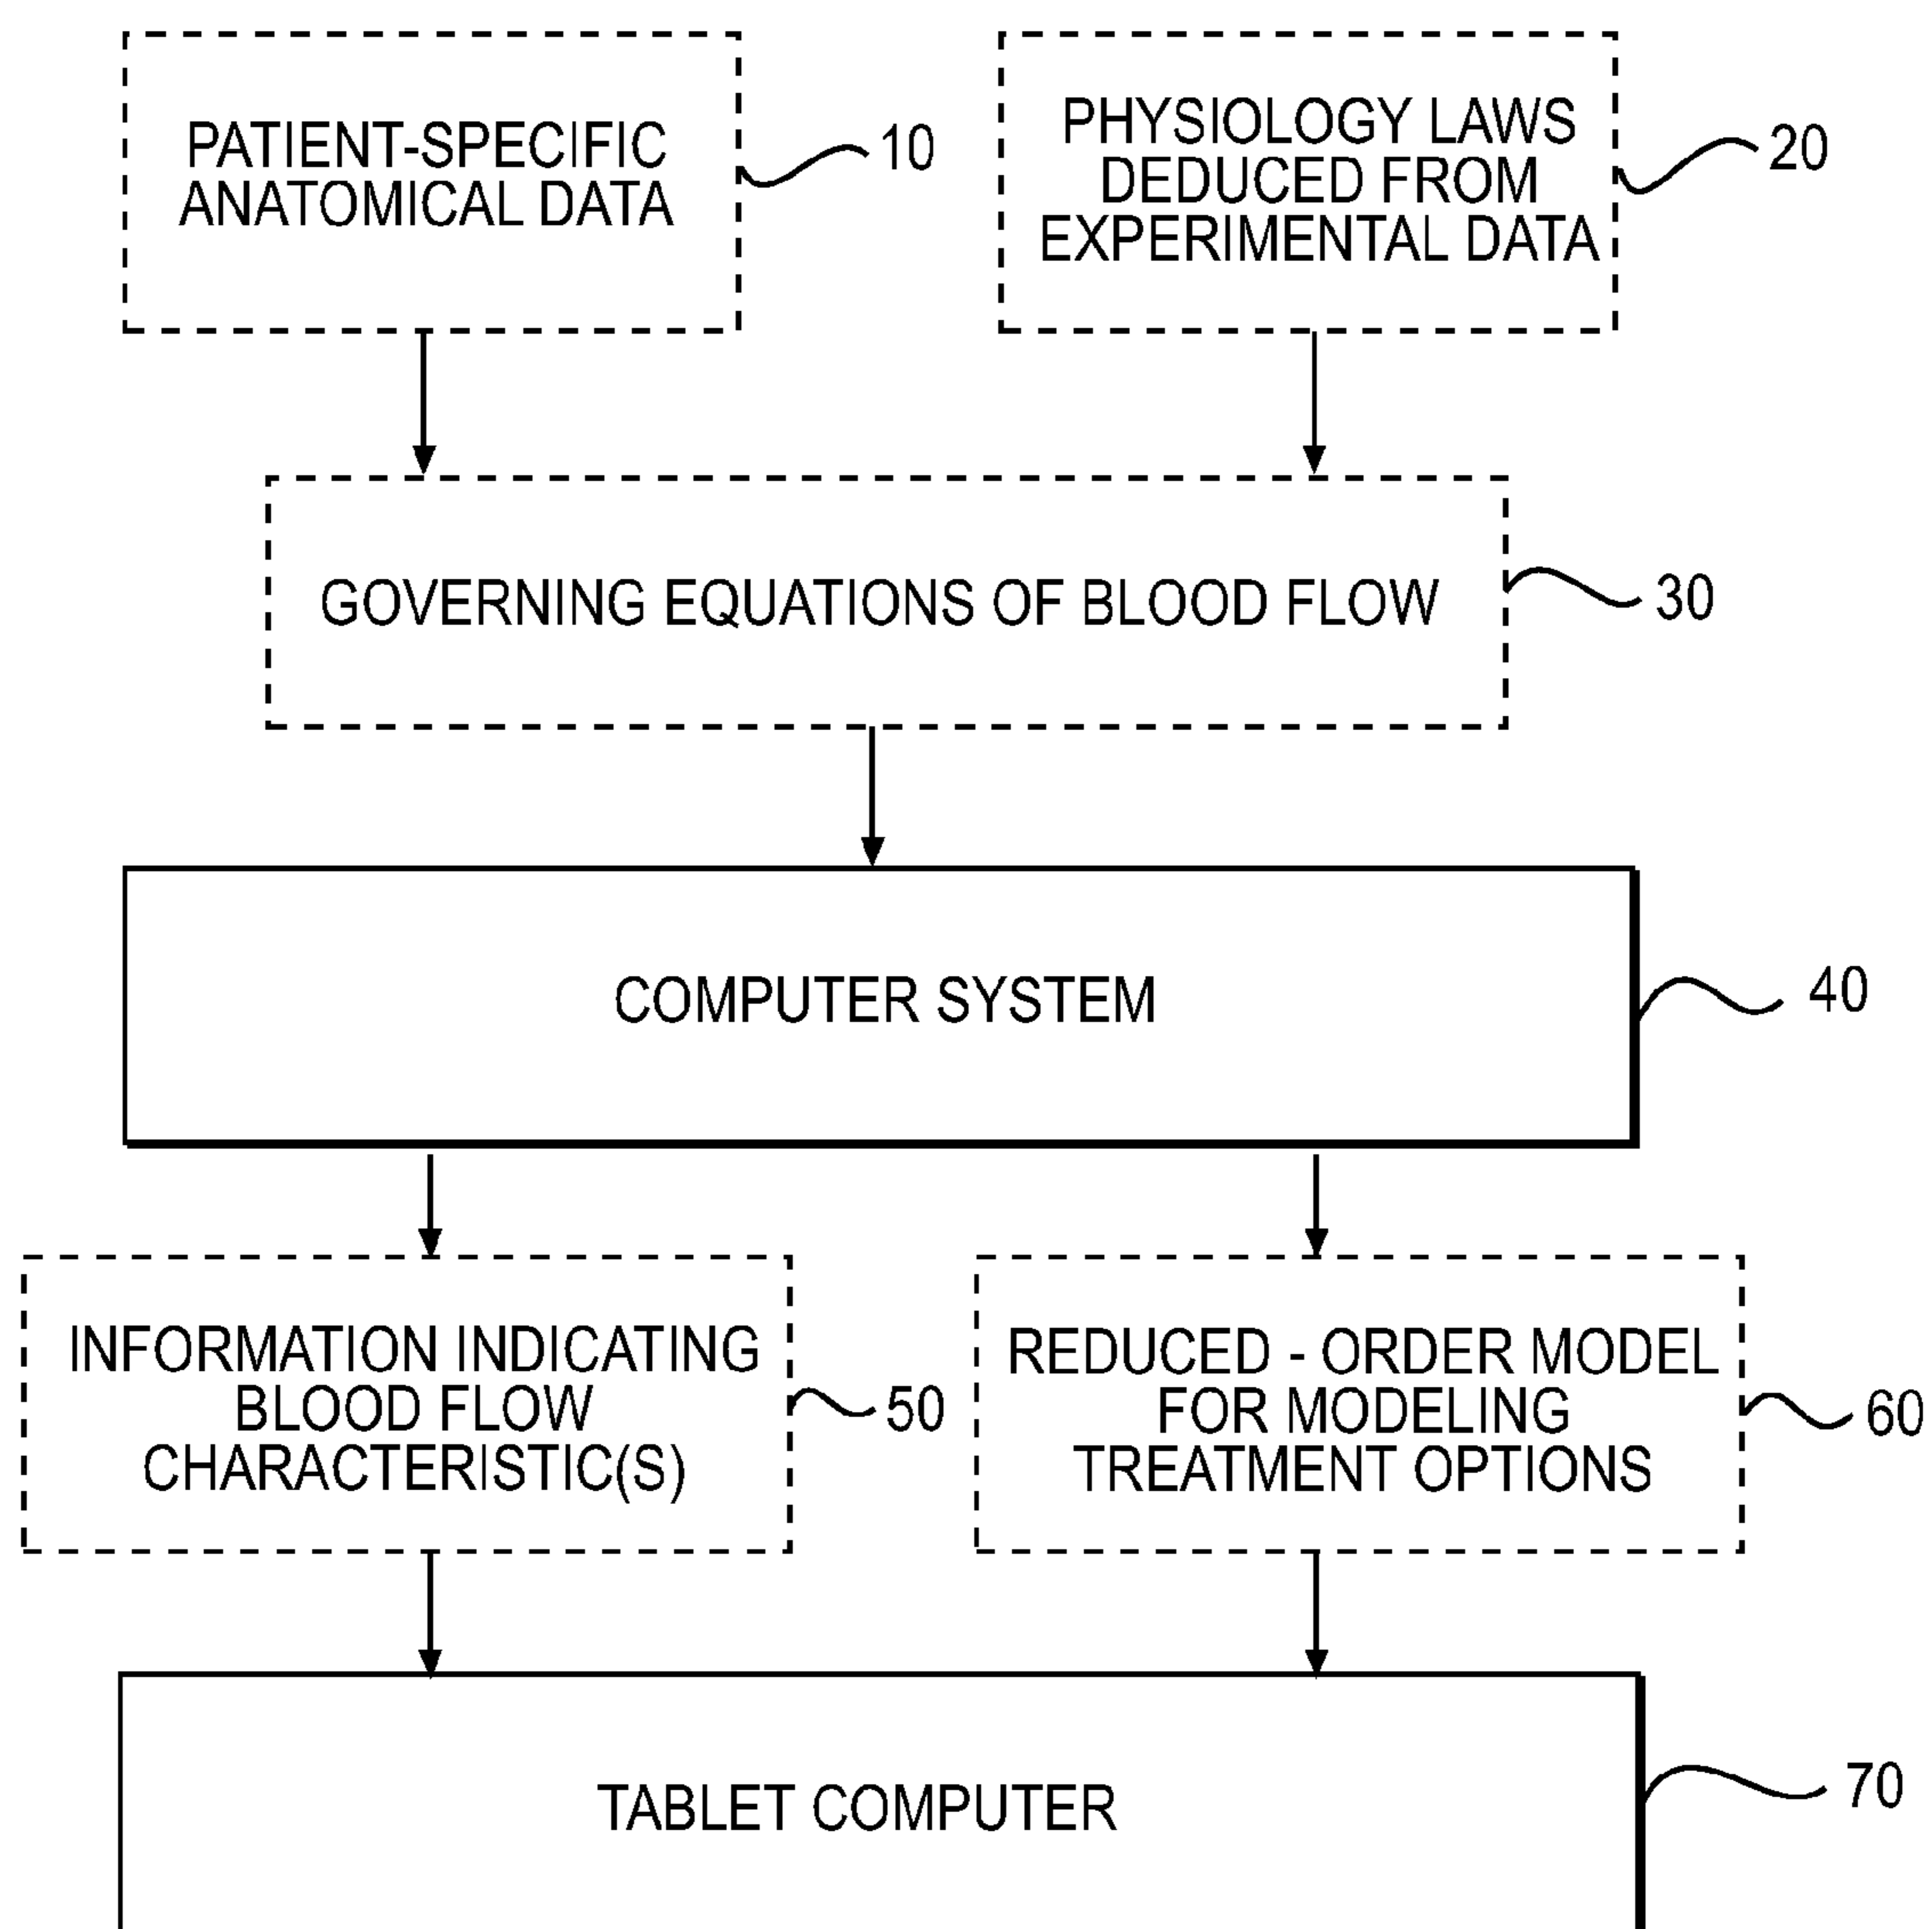 PATIENT-SPECIFIC
ANATOMICAL DATA
10
PHYSIOLOGY LAWS
DEDUCED FROM
EXPERIMENTAL DATA
20
GOVERNING EQUATIONS OF BLOOD FLOW
30
COMPUTER SYSTEM
40
INFORMATION INDICATING
BLOOD FLOW
CHARACTERISTIC(S)
50
REDUCED - ORDER MODEL
FOR MODELING
TREATMENT OPTIONS
60
TABLET COMPUTER
70